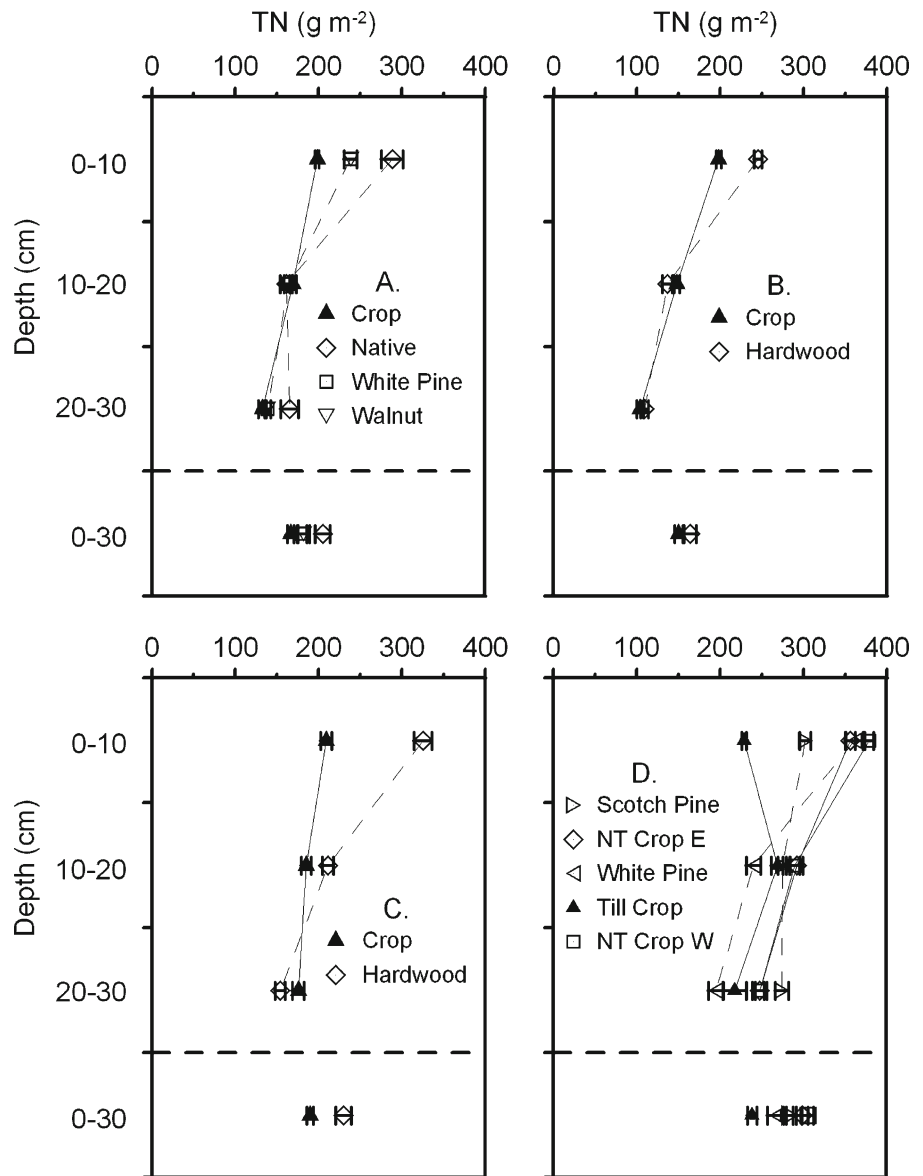 TN (g m-2) TN (g m-2)
0 100 200 300 400 0 100 200 300 400
Depth (cm)
0-10
10-20
20-30
0-30
A.
Crop
Native
White Pine
Walnut
B.
Crop
Hardwood
0 100 200 300 400 0 100 200 300 400
Depth (cm)
0-10
10-20
20-30
0-30
C.
Crop
Hardwood
D.
Scotch Pine
NT Crop E
White Pine
Till Crop
NT Crop W